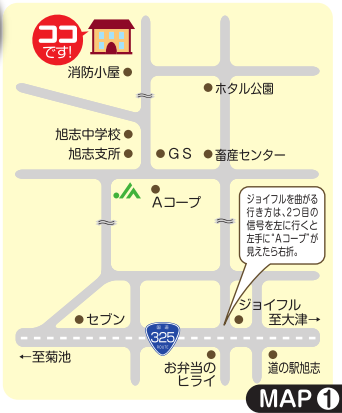 ココ
です!
消防小屋
ホタル公園
旭志中学校
旭志支所
GS
畜産センター
JA
Aコープ
ジョイフルを曲がる
行き方は、2つ目の
信号を左に行くと
左手に"Aコープ"が
見えたら右折。
ジョイフル
至大津→
セブン
国道
325
ROUTE
←至菊池
お弁当の
ヒライ
道の駅旭志
MAP 1